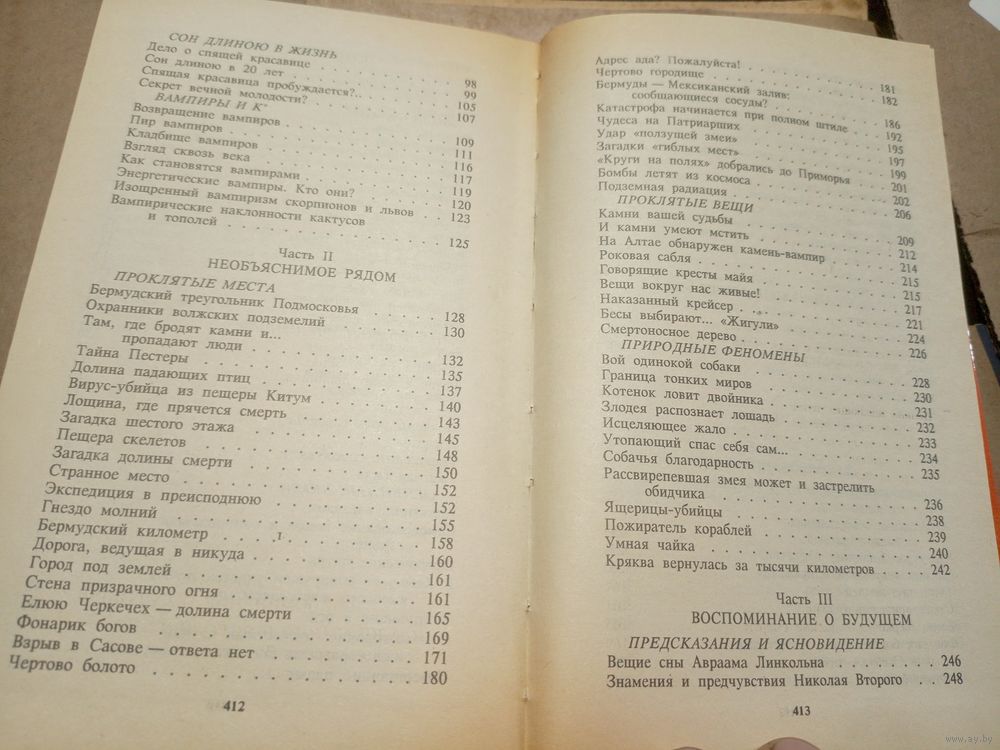 СОН ДЛИНОЮ В ЖИЗНЬ
Дело о спящей красавице . . . . . . . . 98
Сон длиною в 20 лет . . . . . . . . 99
Спящая красавица пробуждается?.. . . . . . . 105
Секрет вечной молодости? . . . . . . . . 107
ВАМПИРЫ И К°
Возвращение вампиров . . . . . . . . 109
Пир вампиров . . . . . . . . 111
Кладбище вампиров . . . . . . . . 116
Взгляд сквозь века . . . . . . . . 117
Как становятся вампирами . . . . . . . . 119
Энергетические вампиры. Кто они? . . . . . . 120
Изощренный вампиризм скорпионов и львов . . . 123
Вампирические наклонности кактусов
и тополей . . . . . . . . 125
Часть II
НЕОБЪЯСНИМОЕ РЯДОМ
ПРОКЛЯТЫЕ МЕСТА
Бермудский треугольник Подмосковья . . . . . 128
Охранники волжских подземелий . . . . . . 130
Там, где бродят камни и...
пропадают люди . . . . . . . . 132
Тайна Пестеры . . . . . . . . 135
Долина падающих птиц . . . . . . . . 137
Вирус-убийца из пещеры Китум . . . . . . 140
Лощина, где прячется смерть . . . . . . . 143
Загадка шестого этажа . . . . . . . . 145
Пещера скелетов . . . . . . . . 148
Загадка долины смерти . . . . . . . . 150
Странное место . . . . . . . . 152
Экспедиция в преисподнюю . . . . . . . . 152
Гнездо молний . . . . . . . . 155
Бермудский километр . . . . . . . . 158
Дорога, ведущая в никуда . . . . . . . . 160
Город под землей . . . . . . . . 161
Стена призрачного огня . . . . . . . . 161
Елюю Черкечех — долина смерти . . . . . . 165
Фонарик богов . . . . . . . . 169
Взрыв в Сасове — ответа нет . . . . . . . 171
Чертово болото . . . . . . . . 180
412
Адрес ада? Пожалуйста! . . . . . . . . 181
Чертово городище . . . . . . . . 182
Бермуды — Мексиканский залив:
сообщающиеся сосуды? . . . . . . . 186
Катастрофа начинается при полном штиле . . . 192
Чудеса на Патриарших . . . . . . . . 195
Удар «ползущей змеи» . . . . . . . . 197
Загадки «гиблых мест» . . . . . . . . 199
«Круги на полях» добрались до Приморья . . . 201
Бомбы летят из космоса . . . . . . . . 202
Подземная радиация . . . . . . . . 206
ПРОКЛЯТЫЕ ВЕЩИ
Камни вашей судьбы . . . . . . . . 209
И камни умеют мстить . . . . . . . . 212
На Алтае обнаружен камень-вампир . . . . . 214
Роковая сабля . . . . . . . . 215
Говорящие кресты майя . . . . . . . . 215
Вещи вокруг нас живые! . . . . . . . . 217
Наказанный крейсер . . . . . . . . 221
Бесы выбирают... «Жигули» . . . . . . . . 224
Смертоносное дерево . . . . . . . . 226
ПРИРОДНЫЕ ФЕНОМЕНЫ
Вой одинокой собаки . . . . . . . . 228
Граница тонких миров . . . . . . . . 230
Котенок ловит двойника . . . . . . . . 231
Злодея распознает лошадь . . . . . . . . 232
Исцеляющее жало . . . . . . . . 233
Утопающий спас себя сам... . . . . . . . 234
Собачья благодарность . . . . . . . . 235
Рассвирепевшая змея может и застрелить
обидчика . . . . . . . . 236
Ящерицы-убийцы . . . . . . . . 238
Пожиратель кораблей . . . . . . . . 239
Умная чайка . . . . . . . . 240
Кряква вернулась за тысячи километров . . . . 242
Часть III
ВОСПОМИНАНИЕ О БУДУЩЕМ
ПРЕДСКАЗАНИЯ И ЯСНОВИДЕНИЕ
Вещие сны Авраама Линкольна . . . . . . . 246
Знамения и предчувствия Николая Второго . . 248
413
www.ay.by